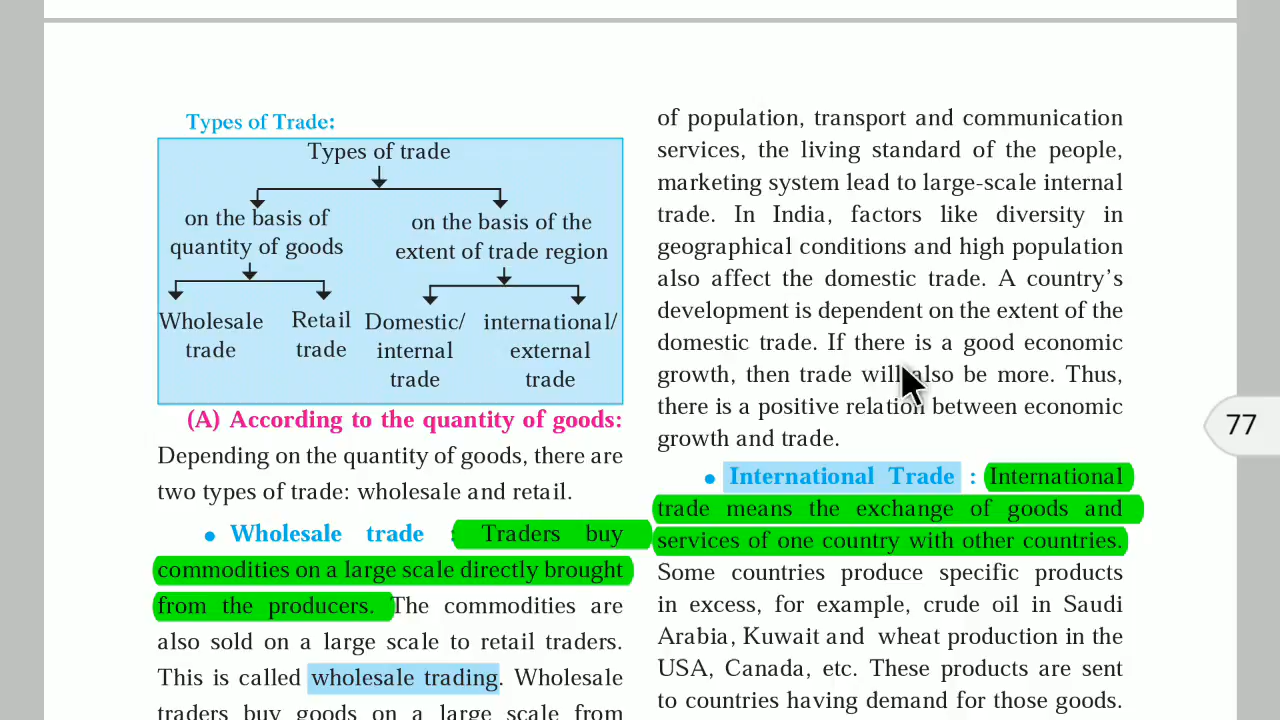 Types of Trade:
Types of trade
on the basis of
quantity of goods
on the basis of the
extent of trade region
Wholesale
trade
Retail
trade
Domestic/
internal
trade
international/
external
trade
(A) According to the quantity of goods:
Depending on the quantity of goods, there are
two types of trade: wholesale and retail.
• Wholesale trade : Traders buy
commodities on a large scale directly brought
from the producers. The commodities are
also sold on a large scale to retail traders.
This is called wholesale trading. Wholesale
traders buy goods on a large scale from
of population, transport and communication
services, the living standard of the people,
marketing system lead to large-scale internal
trade. In India, factors like diversity in
geographical conditions and high population
also affect the domestic trade. A country's
development is dependent on the extent of the
domestic trade. If there is a good economic
growth, then trade will also be more. Thus,
there is a positive relation between economic
growth and trade.
• International Trade : International
trade means the exchange of goods and
services of one country with other countries.
Some countries produce specific products
in excess, for example, crude oil in Saudi
Arabia, Kuwait and wheat production in the
USA, Canada, etc. These products are sent
to countries having demand for those goods.
77